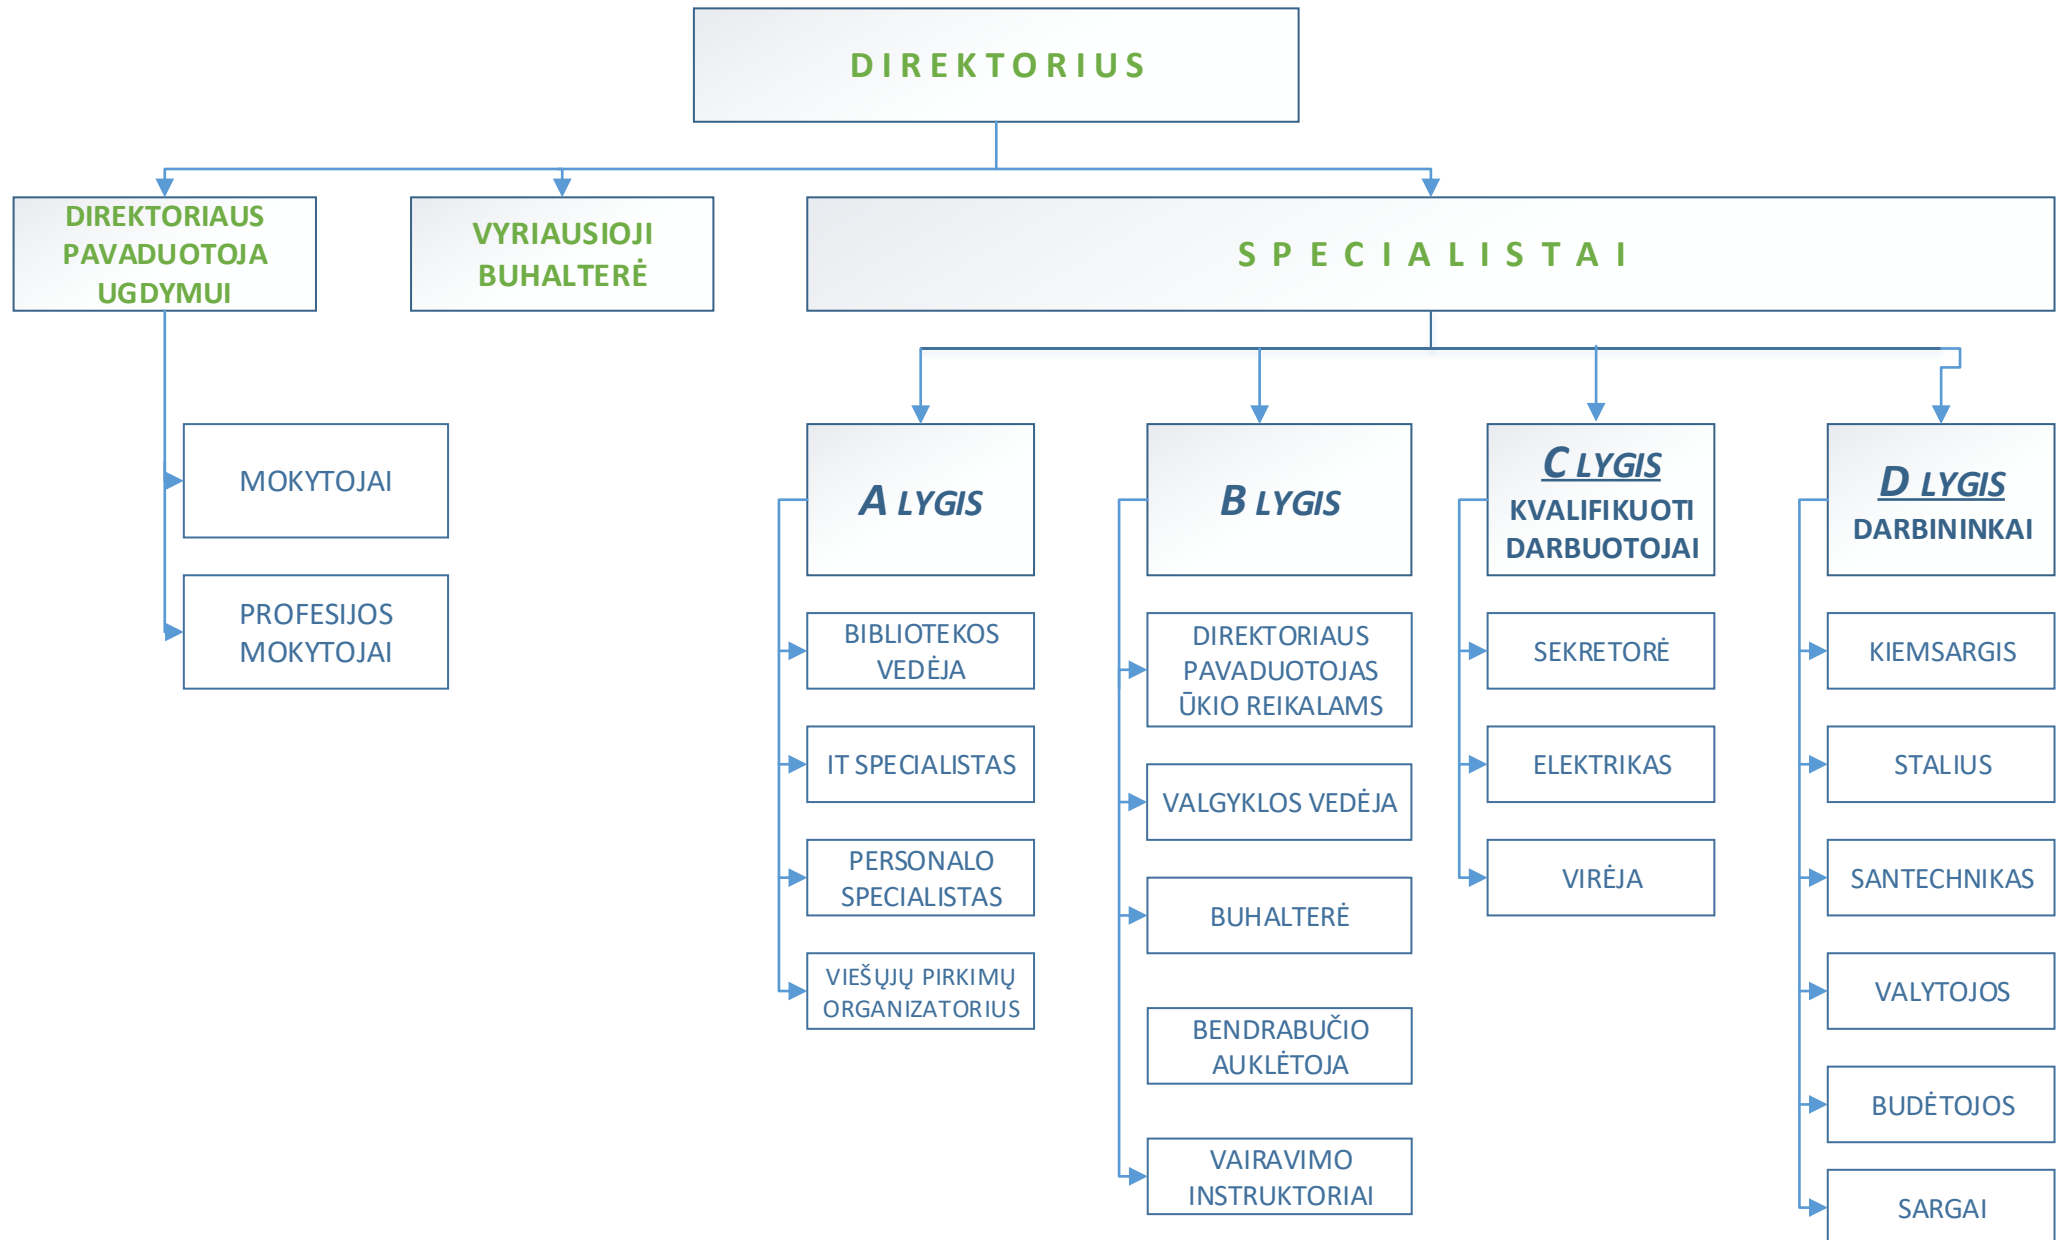 DIREKTORIUS
DIREKTORIAUS
PAVADUOTOJA
UGDYMUI
VYRIAUSIOJI
BUHALTERĖ
SPECIALISTAI
MOKYTOJAI
PROFESIJOS
MOKYTOJAI
A LYGIS
BIBLIOTEKOS
VEDĖJA
IT SPECIALISTAS
PERSONALO
SPECIALISTAS
VIEŠŲJŲ PIRKIMŲ
ORGANIZATORIUS
B LYGIS
DIREKTORIAUS
PAVADUOTOJAS
ŪKIO REIKALAMS
VALGYKLOS VEDĖJA
BUHALTERĖ
BENDRABUČIO
AUKLĖTOJA
VAIRAVIMO
INSTRUKTORIAI
C LYGIS
KVALIFIKUOTI
DARBUOTOJAI
SEKRETORĖ
ELEKTRIKAS
VIRĖJA
D LYGIS
DARBININKAI
KIEMSARGIS
STALIUS
SANTECHNIKAS
VALYTOJOS
BUDĖTOJOS
SARGAI